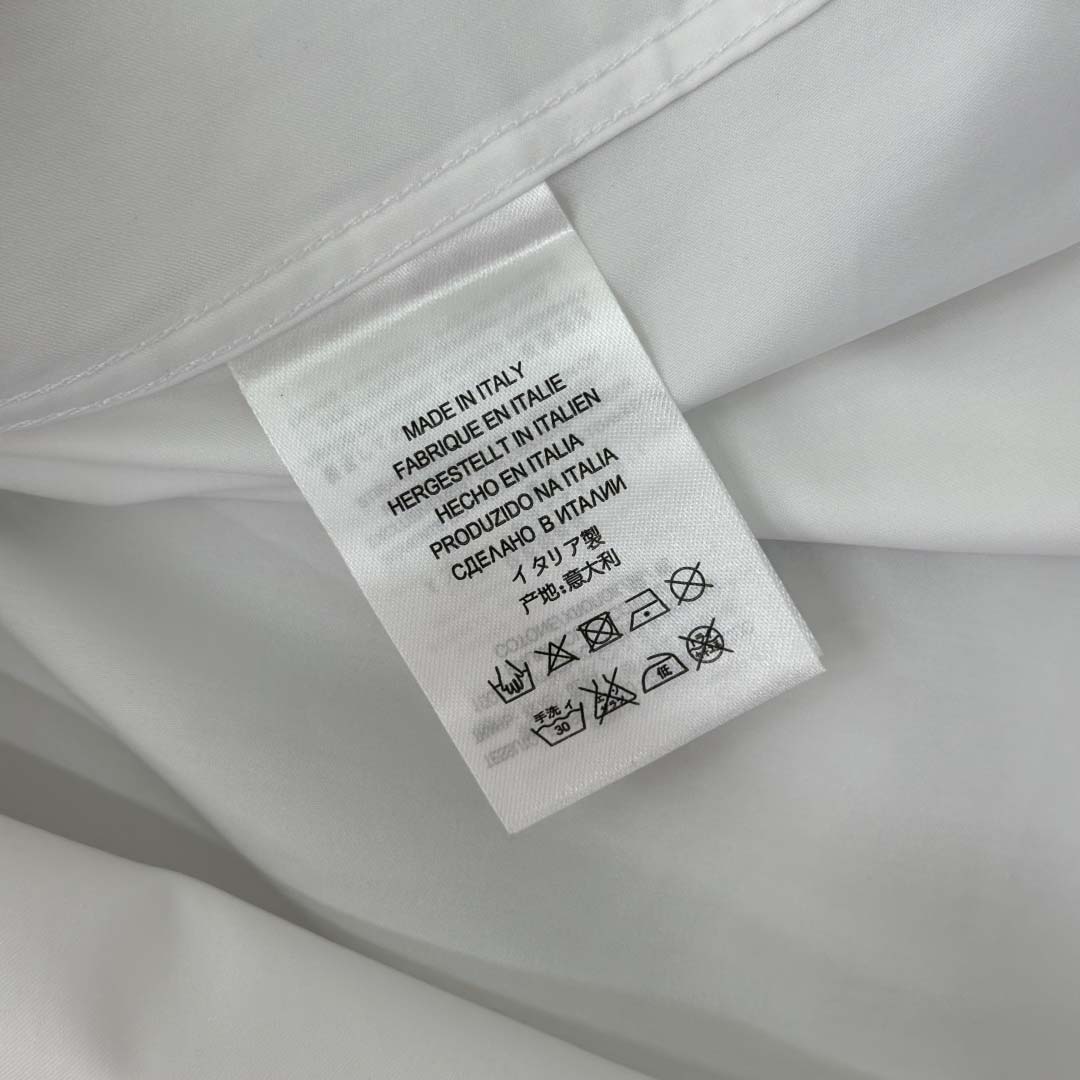 MADE IN ITALY
FABRIQUE EN ITALIE
HERGESTELLT IN ITALIEN
HECHO EN ITALIA
PRODUZIDO NA ITALIA
СДЕЛАНО В ИТАЛИИ
イタリア製
产地:意大利
手洗イ
30
低